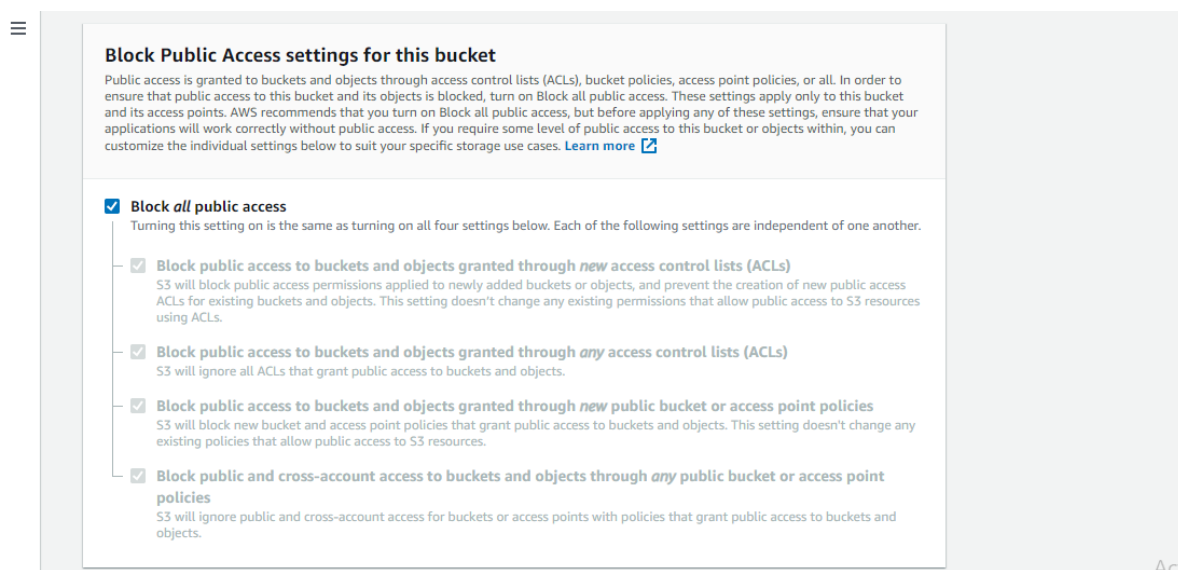 Block Public Access settings for this bucket
Public access is granted to buckets and objects through access control lists (ACLs), bucket policies, access point policies, or all. In order to
ensure that public access to this bucket and its objects is blocked, turn on Block all public access. These settings apply only to this bucket
and its access points. AWS recommends that you turn on Block all public access, but before applying any of these settings, ensure that your
applications will work correctly without public access. If you require some level of public access to this bucket or objects within, you can
customize the individual settings below to suit your specific storage use cases. Learn more
Block all public access
Turning this setting on is the same as turning on all four settings below. Each of the following settings are independent of one another.
Block public access to buckets and objects granted through new access control lists (ACLs)
S3 will block public access permissions applied to newly added buckets or objects, and prevent the creation of new public access
ACLs for existing buckets and objects. This setting doesn't change any existing permissions that allow public access to S3 resources
using ACLs.
Block public access to buckets and objects granted through any access control lists (ACLs)
S3 will ignore all ACLs that grant public access to buckets and objects.
Block public access to buckets and objects granted through new public bucket or access point policies
S3 will block new bucket and access point policies that grant public access to buckets and objects. This setting doesn't change any
existing policies that allow public access to S3 resources.
Block public and cross-account access to buckets and objects through any public bucket or access point
policies
S3 will ignore public and cross-account access for buckets or access points with policies that grant public access to buckets and
objects.